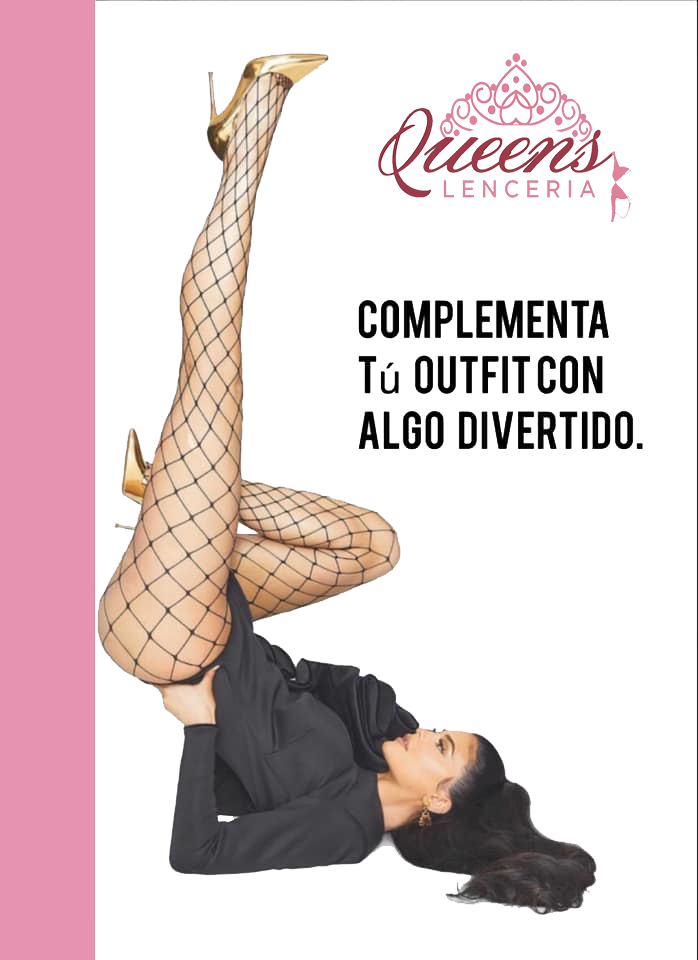 Queens
LENCERIA
COMPLEMENTA
Tú OUTFIT CON
ALGO DIVERTIDO.